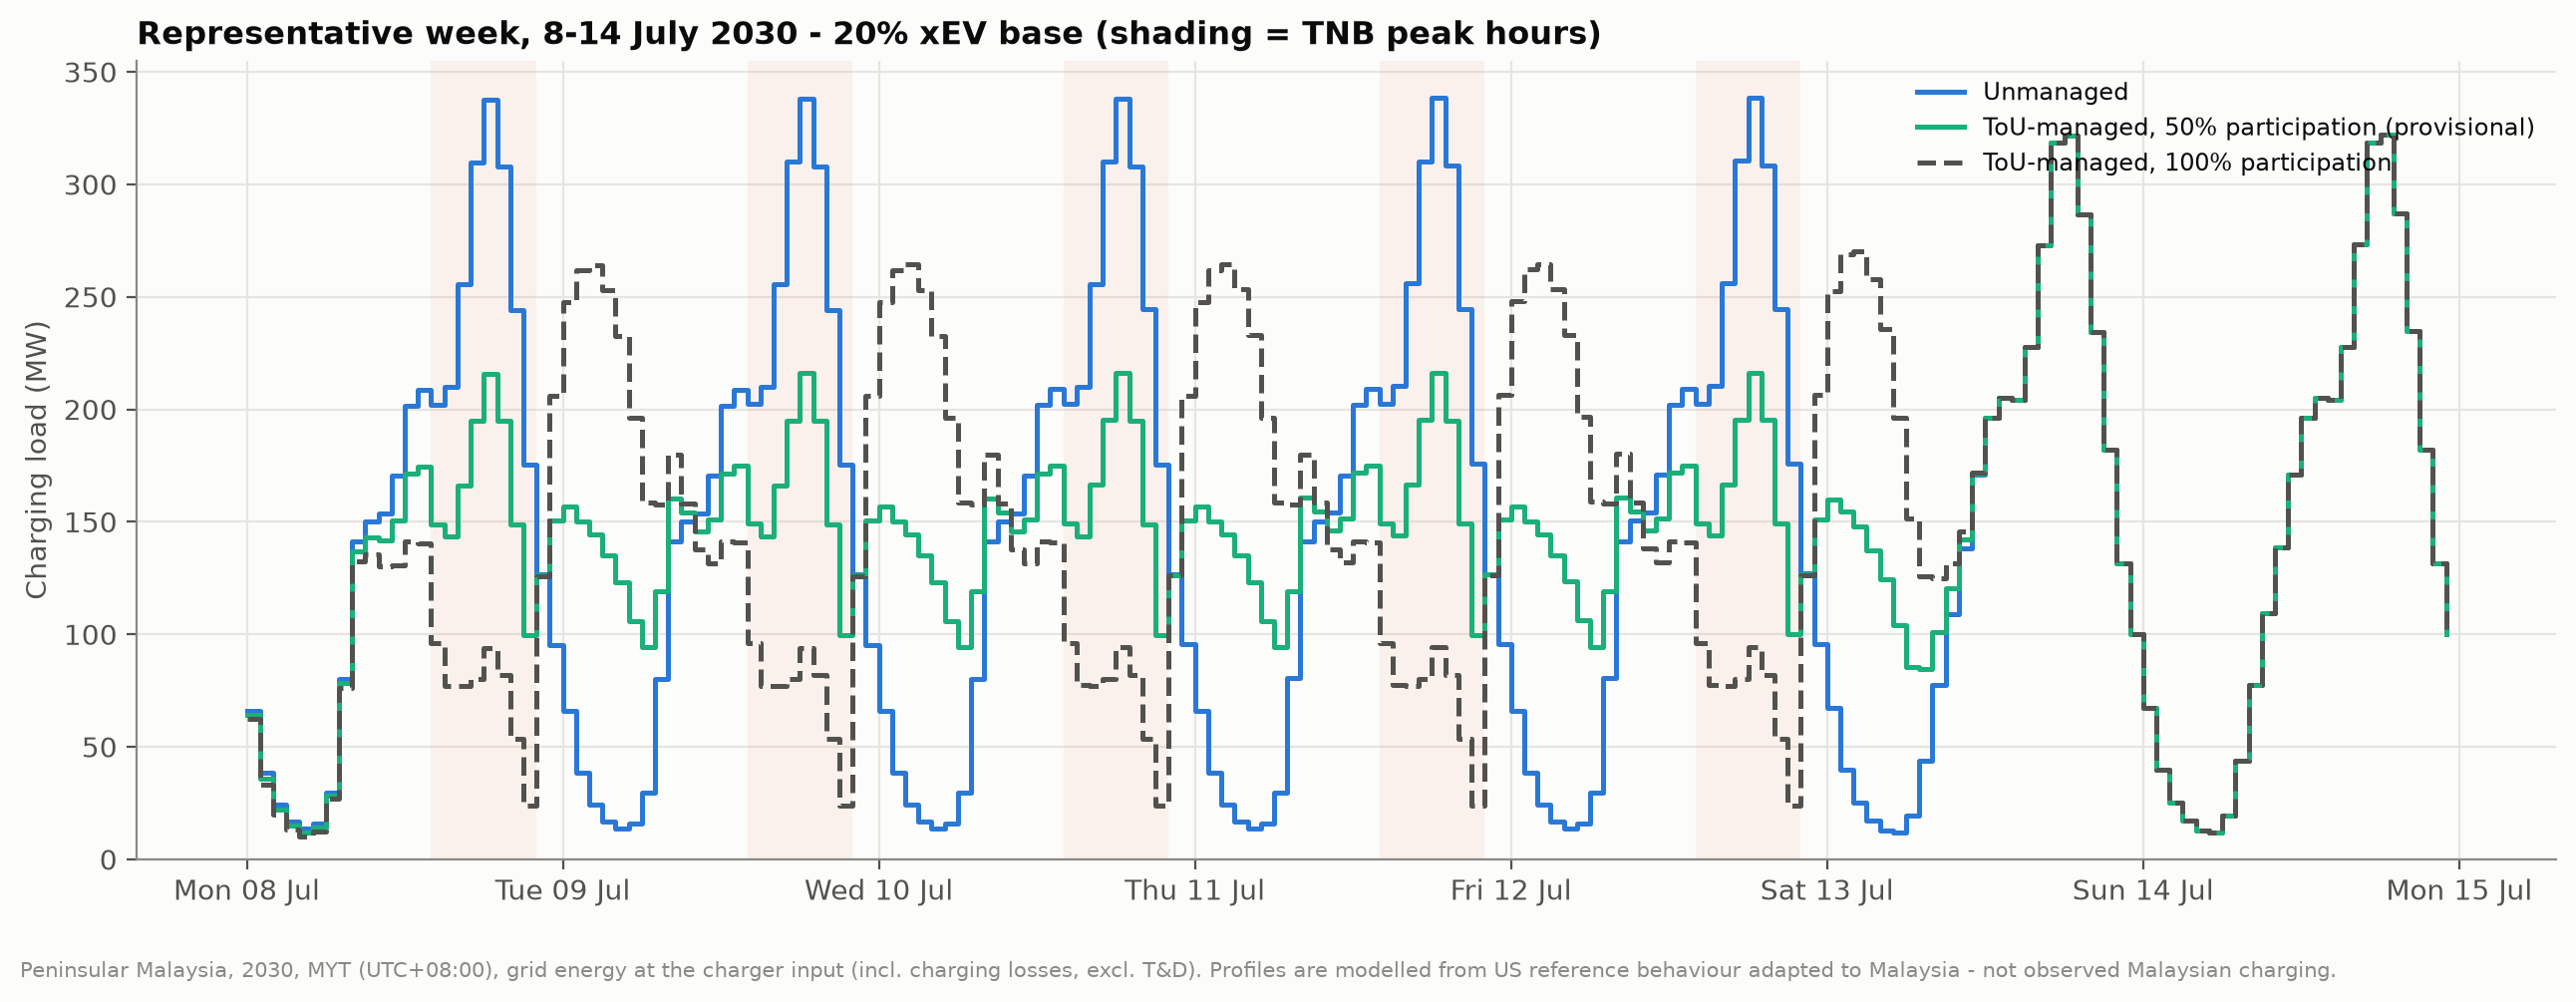 Representative week, 8-14 July 2030 - 20% xEV base (shading = TNB peak hours)
350
300
250
200
150
100
50
0
Charging load (MW)
Unmanaged
ToU-managed, 50% participation (provisional)
ToU-managed, 100% participation
Mon 08 Jul
Tue 09 Jul
Wed 10 Jul
Thu 11 Jul
Fri 12 Jul
Sat 13 Jul
Sun 14 Jul
Mon 15 Jul
Peninsular Malaysia, 2030, MYT (UTC+08:00), grid energy at the charger input (incl. charging losses, excl. T&D). Profiles are modelled from US reference behaviour adapted to Malaysia - not observed Malaysian charging.